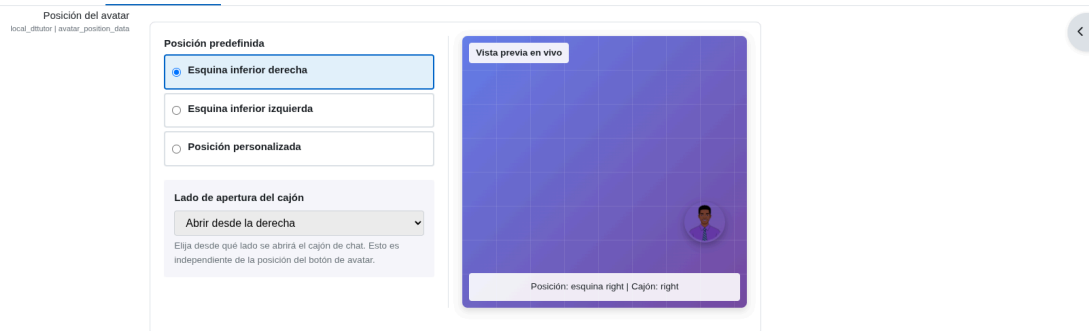 Posición del avatar
local_dttutor | avatar_position_data
Posición predefinida
Esquina inferior derecha
Esquina inferior izquierda
Posición personalizada
Lado de apertura del cajón
Abrir desde la derecha
Elija desde qué lado se abrirá el cajón de chat. Esto es
independiente de la posición del botón de avatar.
Vista previa en vivo
Posición: esquina right | Cajón: right